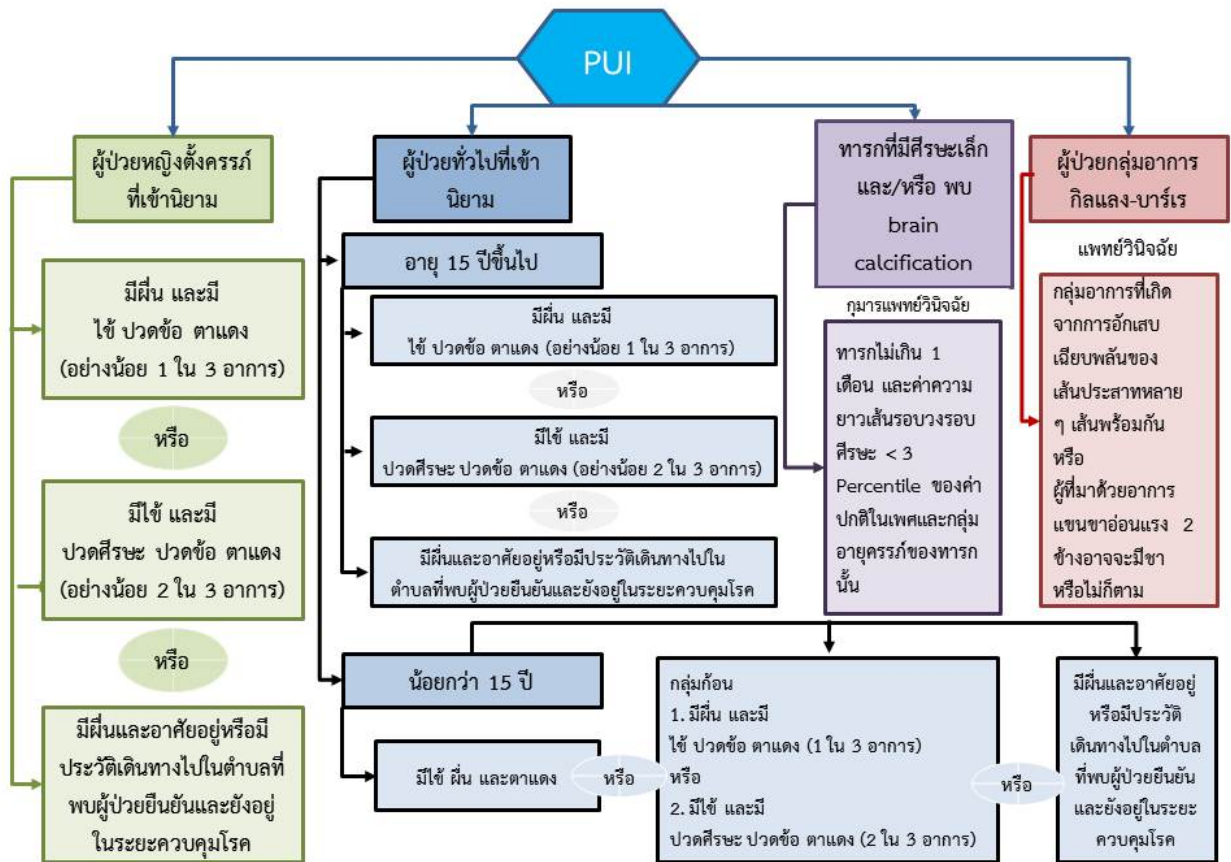 PUI
ผู้ป่วยหญิงตั้งครรภ์
ที่เข้านิยาม
มีผื่น และมี
ไข้ ปวดข้อ ตาแดง
(อย่างน้อย 1 ใน 3 อาการ)
หรือ
มีไข้ และมี
ปวดศีรษะ ปวดข้อ ตาแดง
(อย่างน้อย 2 ใน 3 อาการ)
หรือ
มีผื่นและอาศัยอยู่หรือมี
ประวัติเดินทางไปในตำบลที่
พบผู้ป่วยยืนยันและยังอยู่
ในระยะควบคุมโรค
ผู้ป่วยทั่วไปที่เข้า
นิยาม
อายุ 15 ปีขึ้นไป
มีผื่น และมี
ไข้ ปวดข้อ ตาแดง (อย่างน้อย 1 ใน 3 อาการ)
หรือ
มีไข้ และมี
ปวดศีรษะ ปวดข้อ ตาแดง (อย่างน้อย 2 ใน 3 อาการ)
หรือ
มีผื่นและอาศัยอยู่หรือมีประวัติเดินทางไปใน
ตำบลที่พบผู้ป่วยยืนยันและยังอยู่ในระยะควบคุมโรค
น้อยกว่า 15 ปี
มีไข้ ผื่น และตาแดง
หรือ
กลุ่มก้อน
1. มีผื่น และมี
ไข้ ปวดข้อ ตาแดง (1 ใน 3 อาการ)
หรือ
2. มีไข้ และมี
ปวดศีรษะ ปวดข้อ ตาแดง (2 ใน 3 อาการ)
หรือ
มีผื่นและอาศัยอยู่
หรือมีประวัติ
เดินทางไปในตำบล
ที่พบผู้ป่วยยืนยัน
และยังอยู่ในระยะ
ควบคุมโรค
ทารกที่มีศีรษะเล็ก
และ/หรือ พบ
brain
calcification
กุมารแพทย์วินิจฉัย
ทารกไม่เกิน 1
เดือน และค่าความ
ยาวเส้นรอบวงรอบ
ศีรษะ < 3
Percentile ของค่า
ปกติในเพศและกลุ่ม
อายุครรภ์ของทารก
นั้น
ผู้ป่วยกลุ่มอาการ
กิลแลง-บาร์เร
แพทย์วินิจฉัย
กลุ่มอาการที่เกิด
จากการอักเสบ
เฉียบพลันของ
เส้นประสาทหลาย
ๆ เส้นพร้อมกัน
หรือ
ผู้ที่มาด้วยอาการ
แขนขาอ่อนแรง 2
ข้างอาจจะมีชา
หรือไม่ก็ตาม